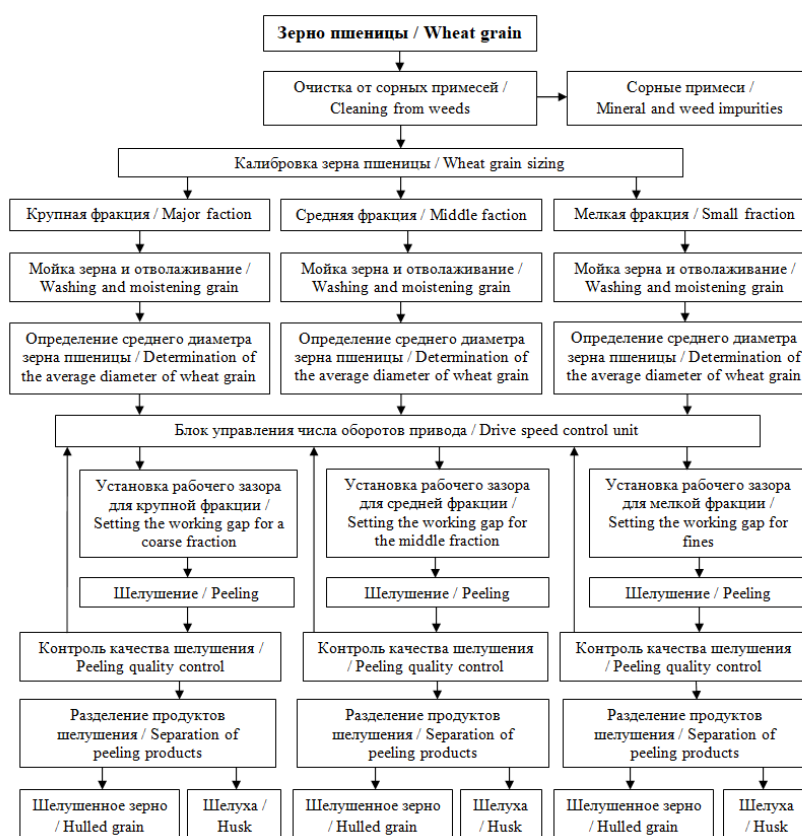 Зерно пшеницы / Wheat grain
Очистка от сорных примесей /
Cleaning from weeds
Сорные примеси /
Mineral and weed impurities
Калибровка зерна пшеницы / Wheat grain sizing
Крупная фракция / Major faction
Средняя фракция / Middle faction
Мелкая фракция / Small fraction
Мойка зерна и отволаживание /
Washing and moistening grain
Мойка зерна и отволаживание /
Washing and moistening grain
Мойка зерна и отволаживание /
Washing and moistening grain
Определение среднего диаметра
зерна пшеницы / Determination of
the average diameter of wheat grain
Определение среднего диаметра
зерна пшеницы / Determination of
the average diameter of wheat grain
Определение среднего диаметра
зерна пшеницы / Determination of
the average diameter of wheat grain
Блок управления числа оборотов привода / Drive speed control unit
Установка рабочего зазора
для крупной фракции /
Setting the working gap for a
coarse fraction
Установка рабочего зазора
для средней фракции /
Setting the working gap for
the middle fraction
Установка рабочего зазора
для мелкой фракции /
Setting the working gap for
fines
Шелушение / Peeling
Шелушение / Peeling
Шелушение / Peeling
Контроль качества шелушения /
Peeling quality control
Контроль качества шелушения
/ Peeling quality control
Контроль качества шелушения
/ Peeling quality control
Разделение продуктов
шелушения / Separation of
peeling products
Разделение продуктов
шелушения / Separation of
peeling products
Разделение продуктов
шелушения / Separation of
peeling products
Шелушенное зерно
/ Hulled grain
Шелуха /
Husk
Шелушенное зерно
/ Hulled grain
Шелуха /
Husk
Шелушенное зерно
/ Hulled grain
Шелуха /
Husk